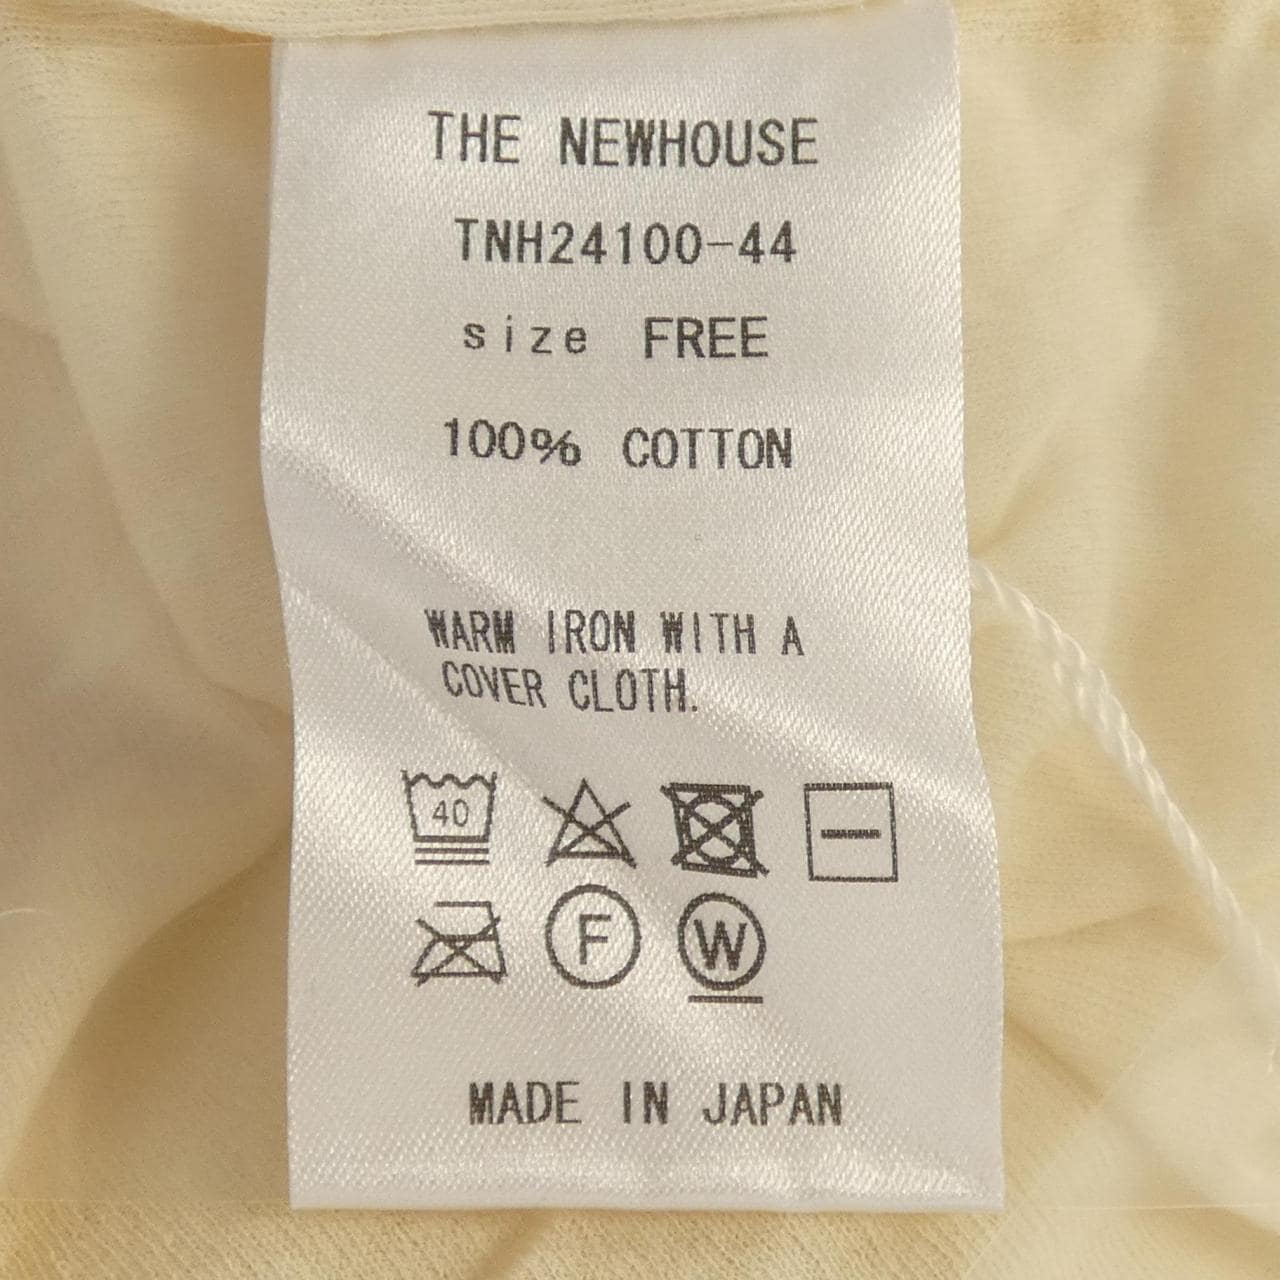 THE NEWHOUSE
TNH24100-44
size FREE
100% COTTON
WARM IRON WITH A
COVER CLOTH.
40
F W
MADE IN JAPAN